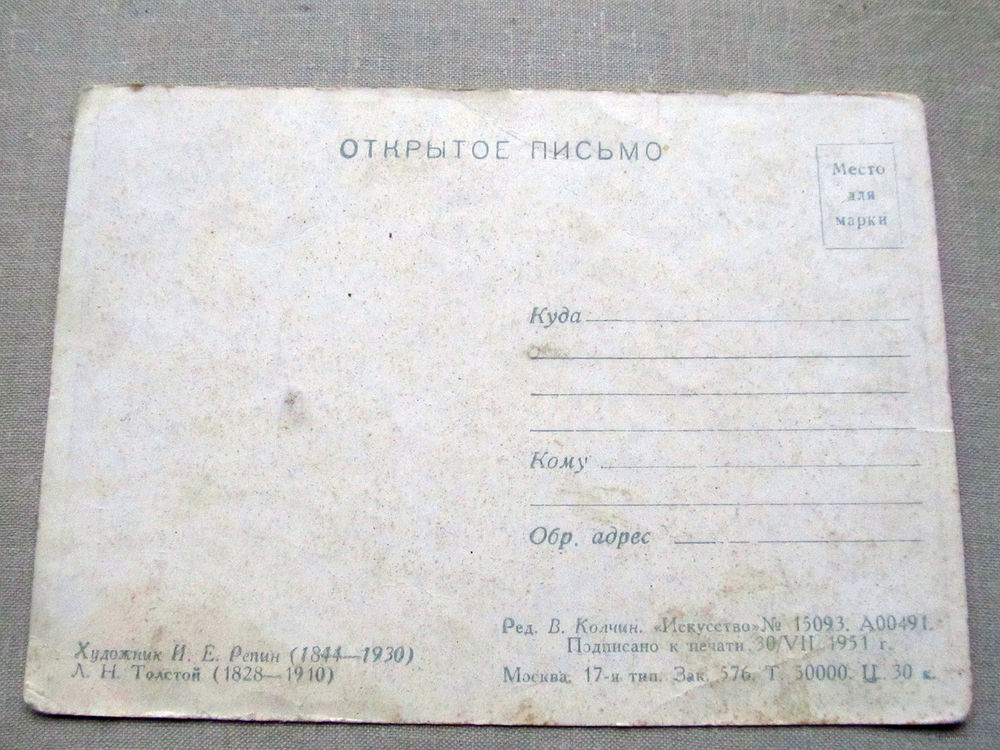 ОТКРЫТОЕ ПИСЬМО
Место
для
марки
Куда
Кому
Обр. адрес
Художник И. Е. Репин (1844—1930)
Л. Н. Толстой (1828—1910)
Ред. В. Колчин. «Искусство» № 15093. А00491.
Подписано к печати 30/VII 1951 г.
Москва. 17-я тип. Зак. 576. Т. 50000. Ц. 30 к.